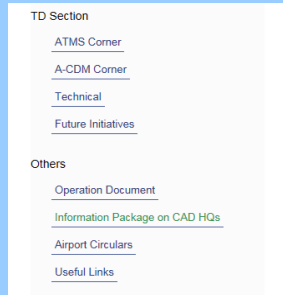 TD Section
ATMS Corner
A-CDM Corner
Technical
Future Initiatives
Others
Operation Document
Information Package on CAD HQs
Airport Circulars
Useful Links